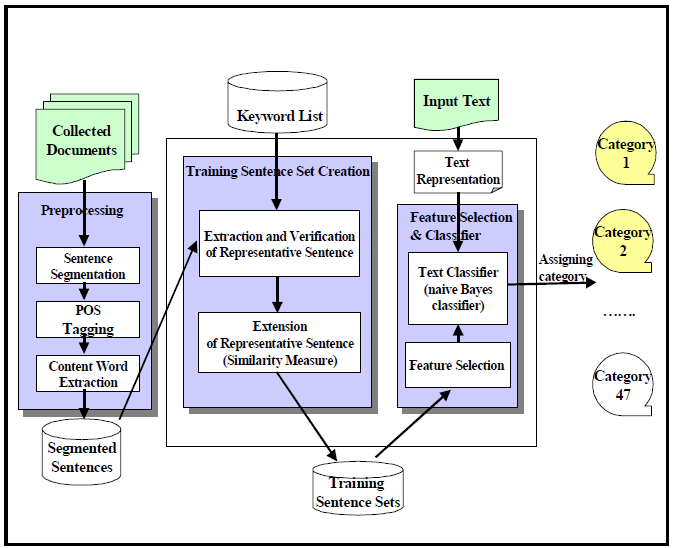 Collected
Documents
Preprocessing
Sentence
Segmentation
POS
Tagging
Content Word
Extraction
Segmented
Sentences
Keyword List
Training Sentence Set Creation
Extraction and Verification
of Representative Sentence
Extension
of Representative Sentence
(Similarity Measure)
Training
Sentence Sets
Input Text
Text
Representation
Feature Selection
& Classifier
Text Classifier
(naive Bayes
classifier)
Feature Selection
Assigning
category
Category
1
Category
2
…….
Category
47